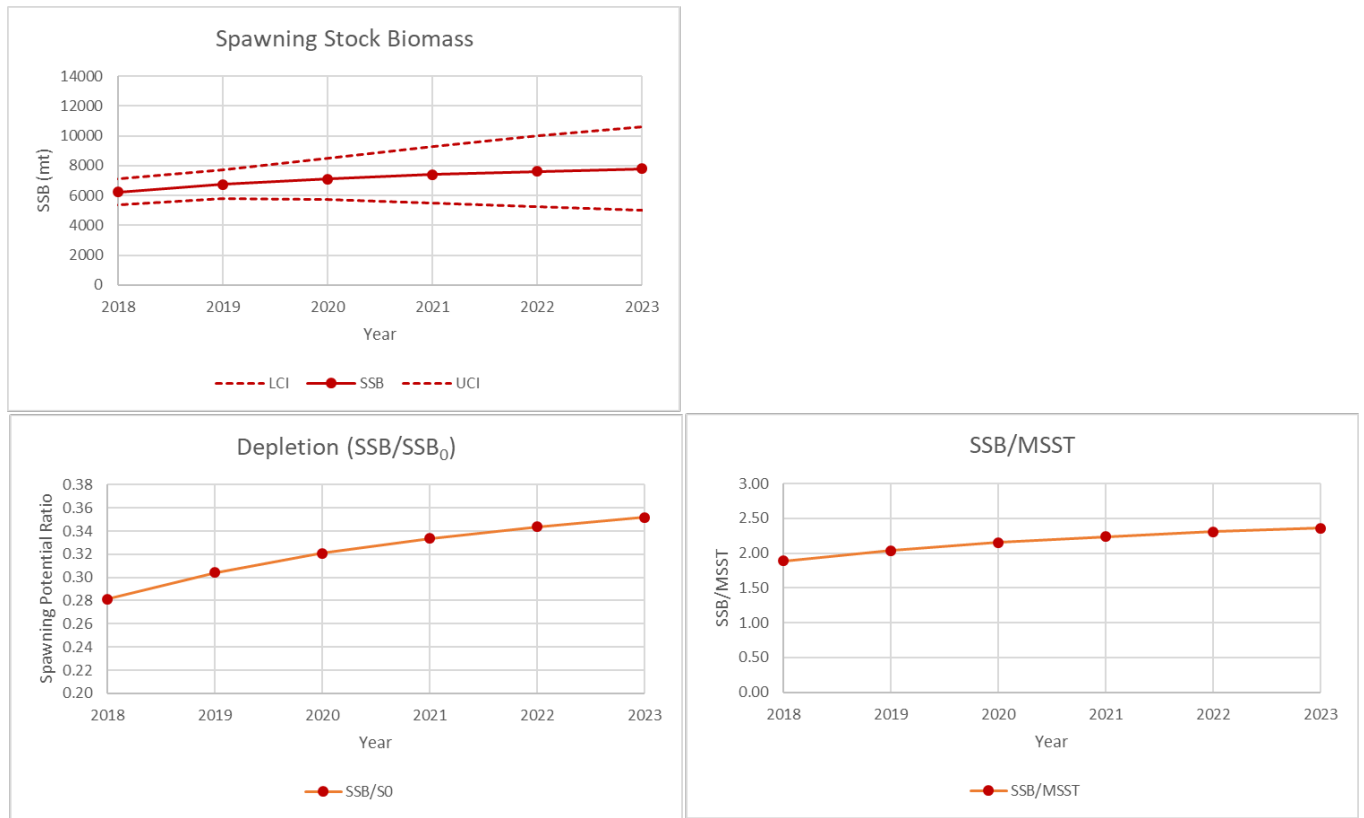 Spawning Stock Biomass
14000
12000
10000
8000
6000
4000
2000
0
SSB (mt)
2018 2019 2020 2021 2022 2023
Year
LCI SSB UCI
Depletion (SSB/SSB₀)
0.38
0.36
0.34
0.32
0.30
0.28
0.26
0.24
0.22
0.20
Spawning Potential Ratio
2018 2019 2020 2021 2022 2023
Year
SSB/S0
SSB/MSST
3.00
2.50
2.00
1.50
1.00
0.50
0.00
SSB/MSST
2018 2019 2020 2021 2022 2023
Year
SSB/MSST